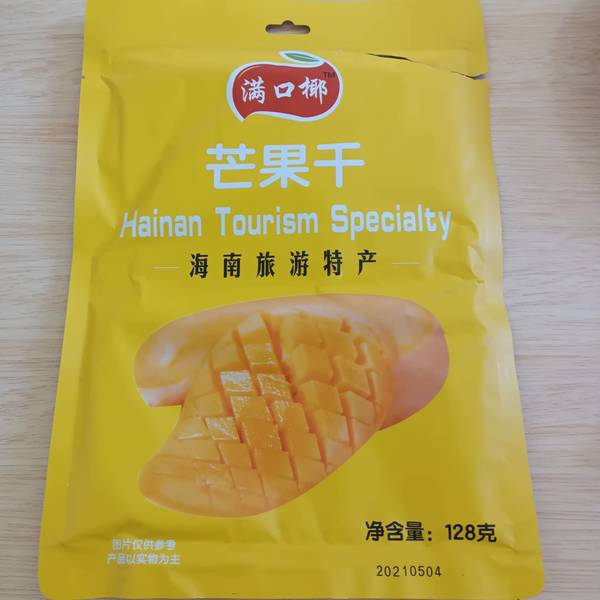 满口椰
TM
芒果干
Hainan Tourism Specialty
海南旅游特产
图片仅供参考
产品以实物为主
净含量：128克
20210504